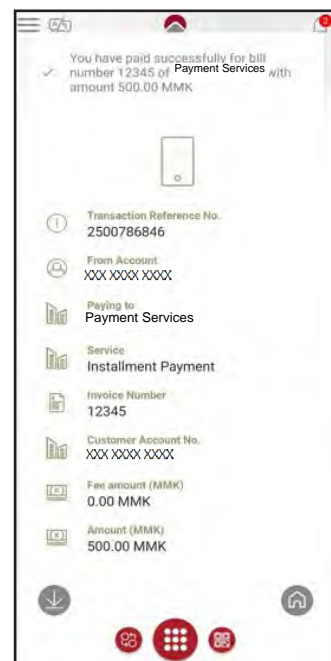 2
You have paid successfully for bill
number 12345 of Payment Services with
amount 500.00 MMK
Transaction Reference No.
2500786846
From Account
XXX XXXX XXXX
Paying to
Payment Services
Service
Installment Payment
Invoice Number
12345
Customer Account No.
XXX XXXX XXXX
Fee amount (MMK)
0.00 MMK
Amount (MMK)
500.00 MMK